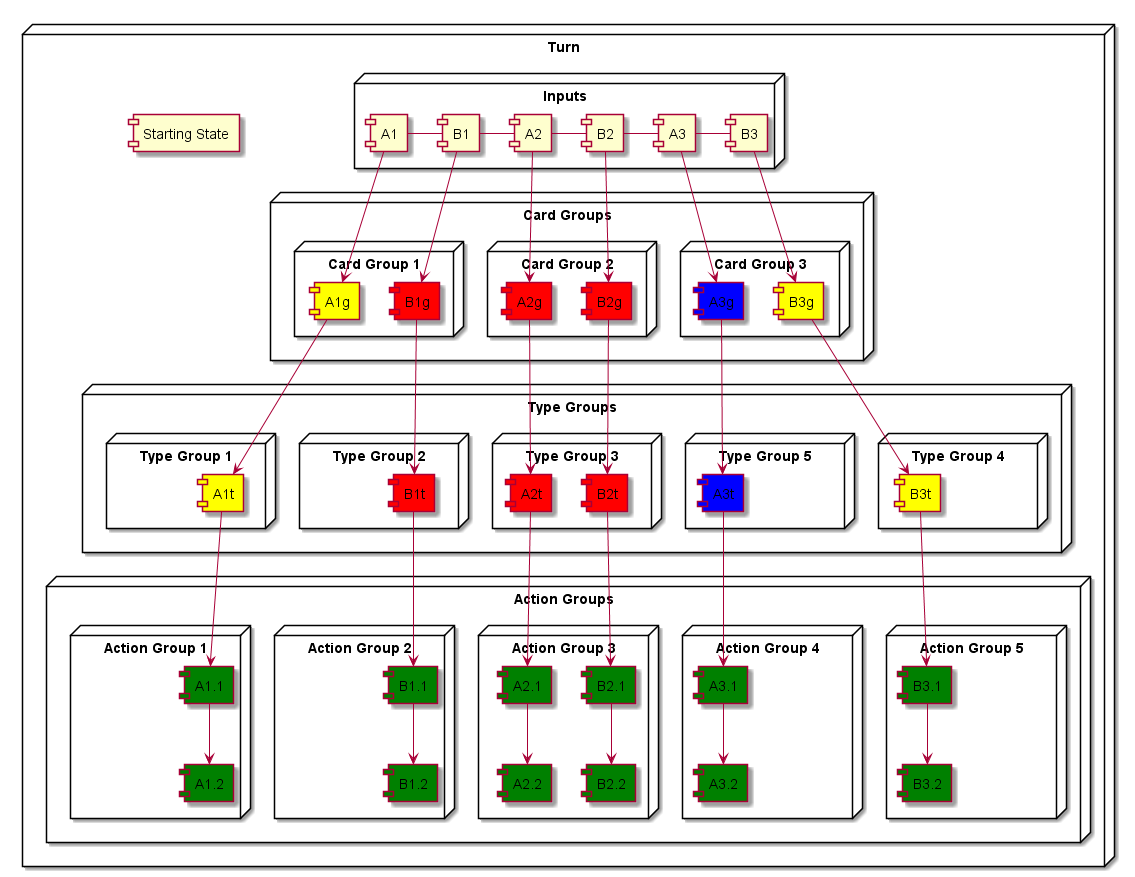 Turn
Inputs
Starting State
A1
B1
A2
B2
A3
B3
Card Groups
Card Group 1
Card Group 2
Card Group 3
A1g
B1g
A2g
B2g
A3g
B3g
Type Groups
Type Group 1
Type Group 2
Type Group 3
Type Group 5
Type Group 4
A1t
B1t
A2t
B2t
A3t
B3t
Action Groups
Action Group 1
Action Group 2
Action Group 3
Action Group 4
Action Group 5
A1.1
B1.1
A2.1
B2.1
A3.1
B3.1
A1.2
B1.2
A2.2
B2.2
A3.2
B3.2